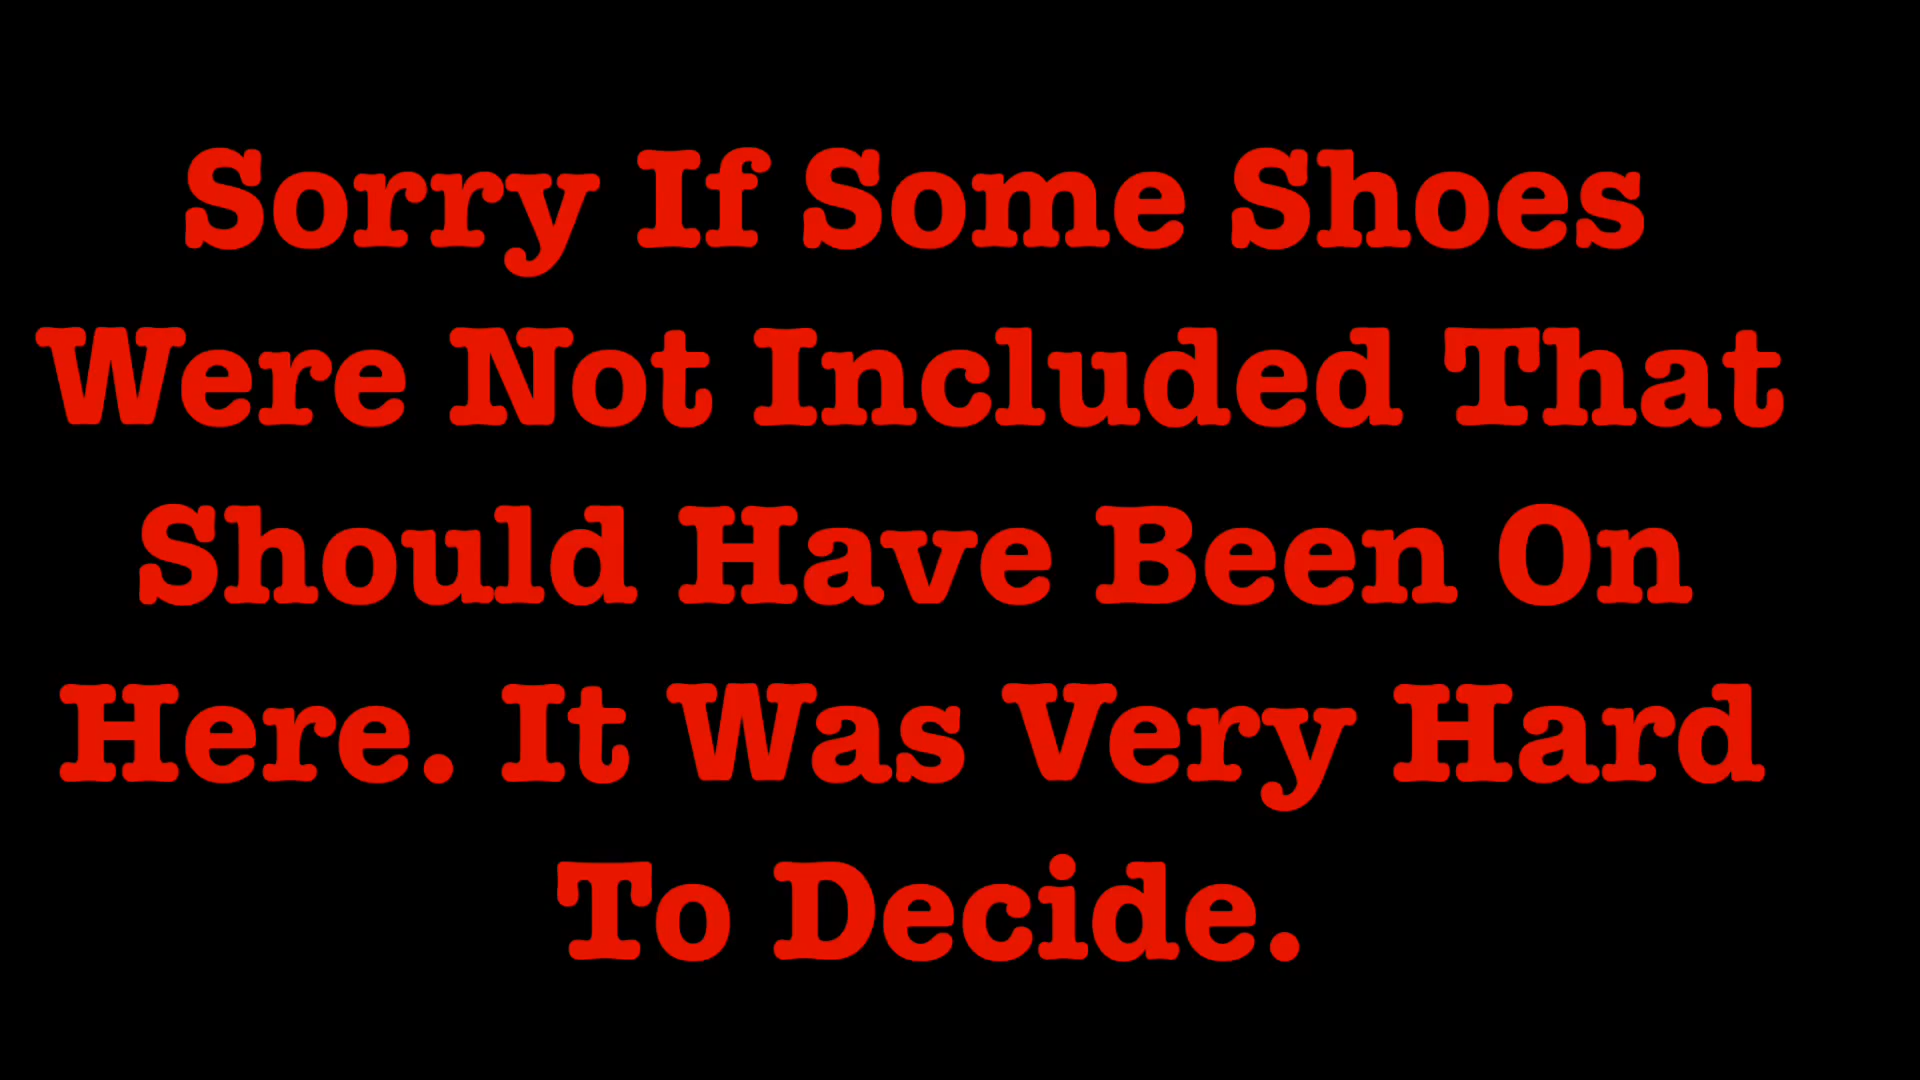 Sorry If Some Shoes
Were Not Included That
Should Have Been On
Here. It Was Very Hard
To Decide.